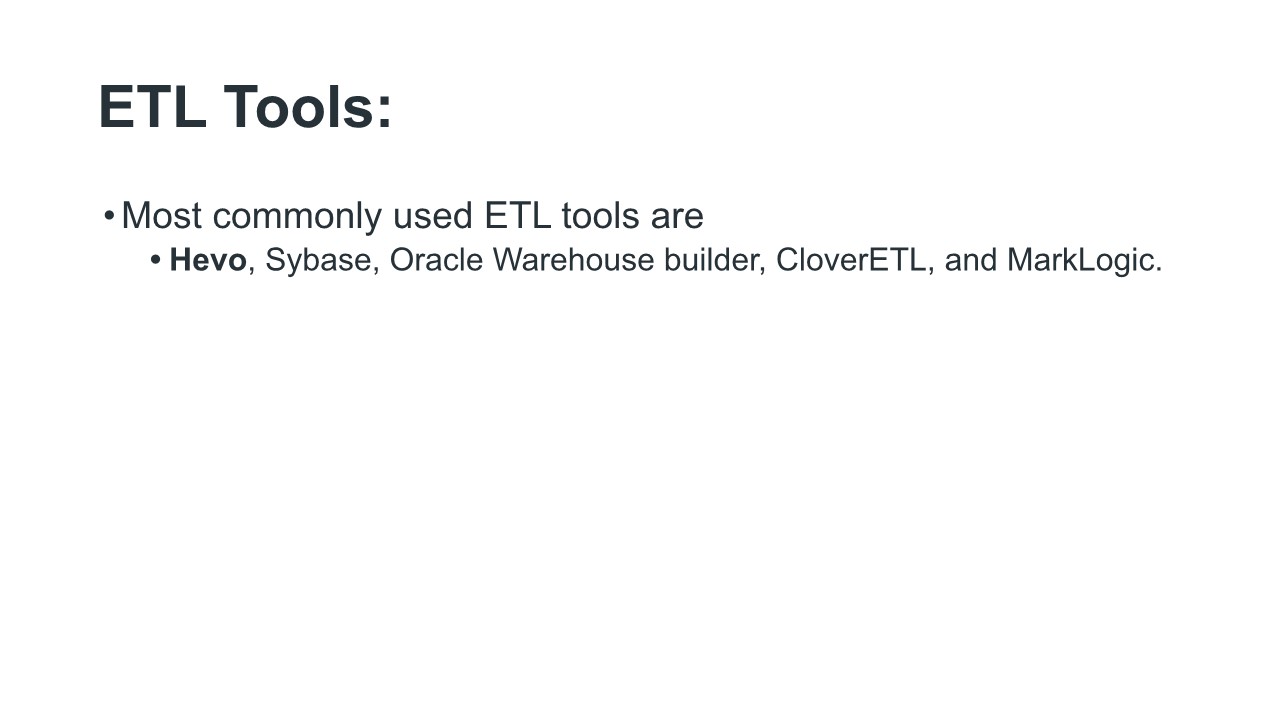 ETL Tools:
• Most commonly used ETL tools are
• Hevo, Sybase, Oracle Warehouse builder, CloverETL, and MarkLogic.